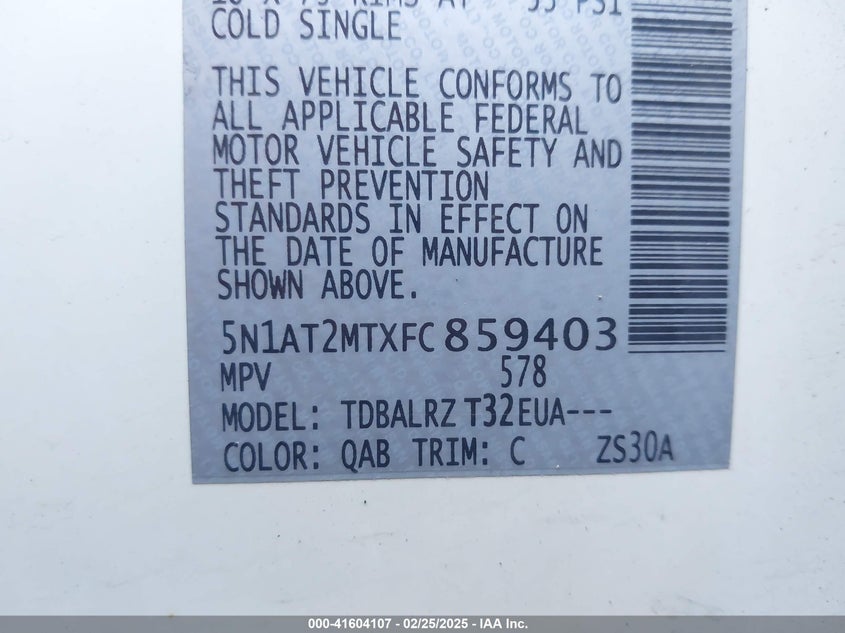 COLD SINGLE
THIS VEHICLE CONFORMS TO
ALL APPLICABLE FEDERAL
MOTOR VEHICLE SAFETY AND
THEFT PREVENTION
STANDARDS IN EFFECT ON
THE DATE OF MANUFACTURE
SHOWN ABOVE.
5N1AT2MTXFC 859403
MPV 578
MODEL: TDBALRZ T32EUA---
COLOR: QAB TRIM: C ZS30A
000-41604107 - 02/25/2025 - IAA Inc.